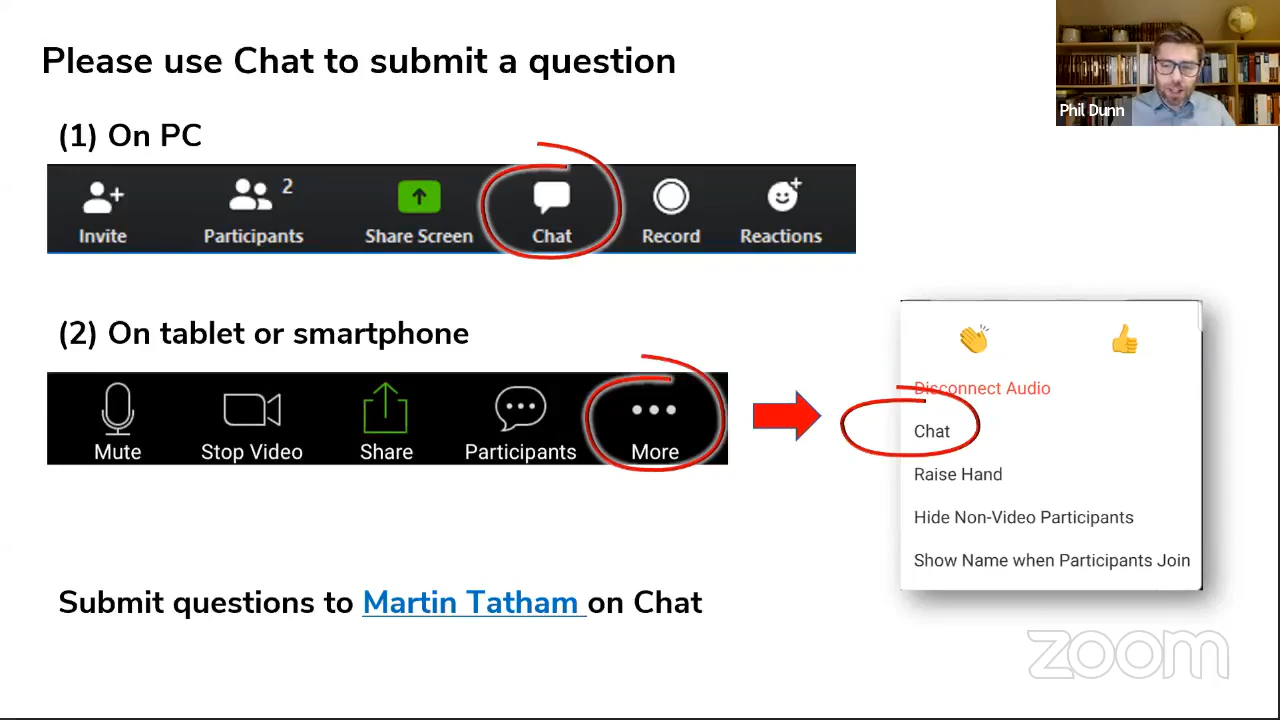 Please use Chat to submit a question
Phil Dunn
(1) On PC
2
Invite Participants Share Screen Chat Record Reactions
(2) On tablet or smartphone
Mute Stop Video Share Participants More
Disconnect Audio
Chat
Raise Hand
Hide Non-Video Participants
Show Name when Participants Join
Submit questions to Martin Tatham on Chat
zoom